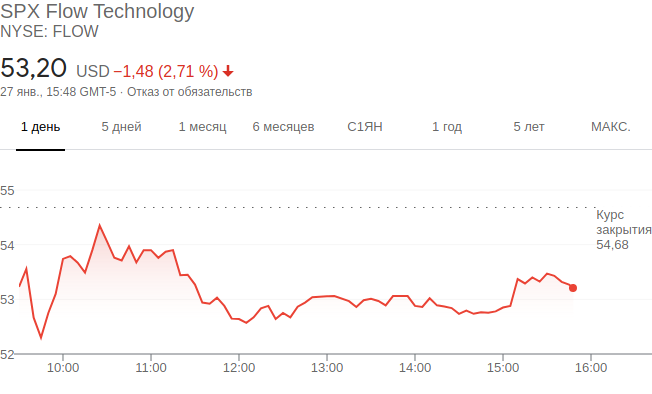 SPX Flow Technology
NYSE: FLOW
53,20 USD −1,48 (2,71 %)
27 янв., 15:48 GMT-5 · Отказ от обязательств
1 день 5 дней 1 месяц 6 месяцев С1ЯН 1 год 5 лет МАКС.
55
Курс
закрытия
54,68
54
53
52
10:00 11:00 12:00 13:00 14:00 15:00 16:00